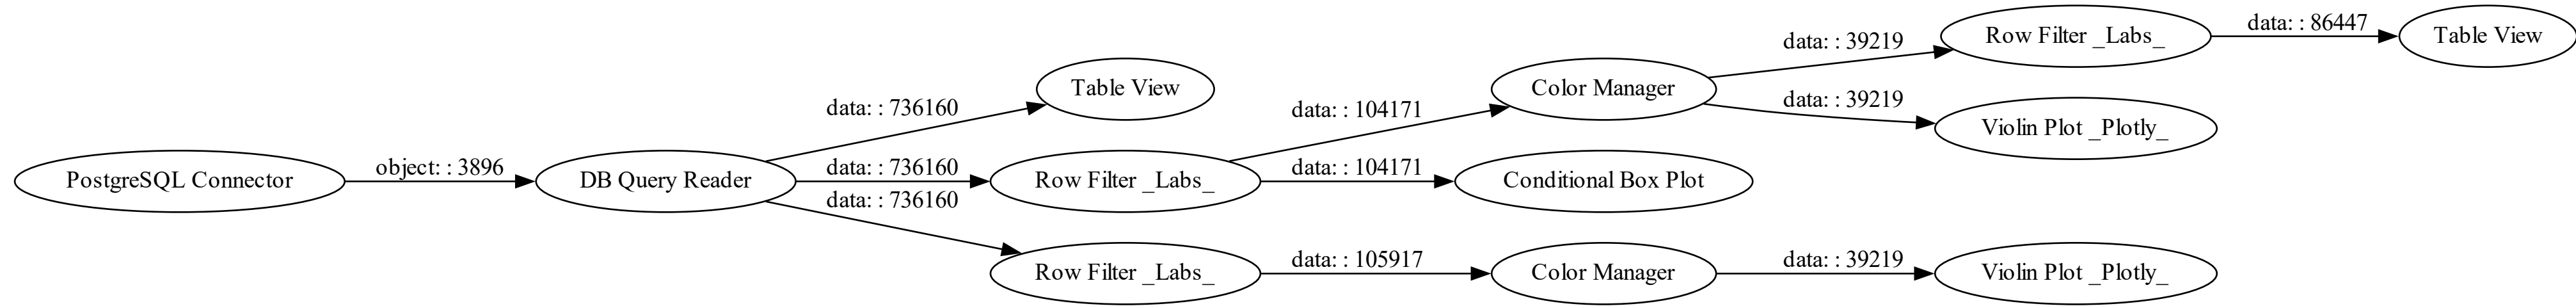 PostgreSQL Connector
object: : 3896
DB Query Reader
data: : 736160
Table View
data: : 736160
Row Filter _Labs_
data: : 736160
Row Filter _Labs_
data: : 104171
Color Manager
data: : 104171
Conditional Box Plot
data: : 105917
Color Manager
data: : 39219
Row Filter _Labs_
data: : 86447
Table View
data: : 39219
Violin Plot _Plotly_
data: : 39219
Violin Plot _Plotly_